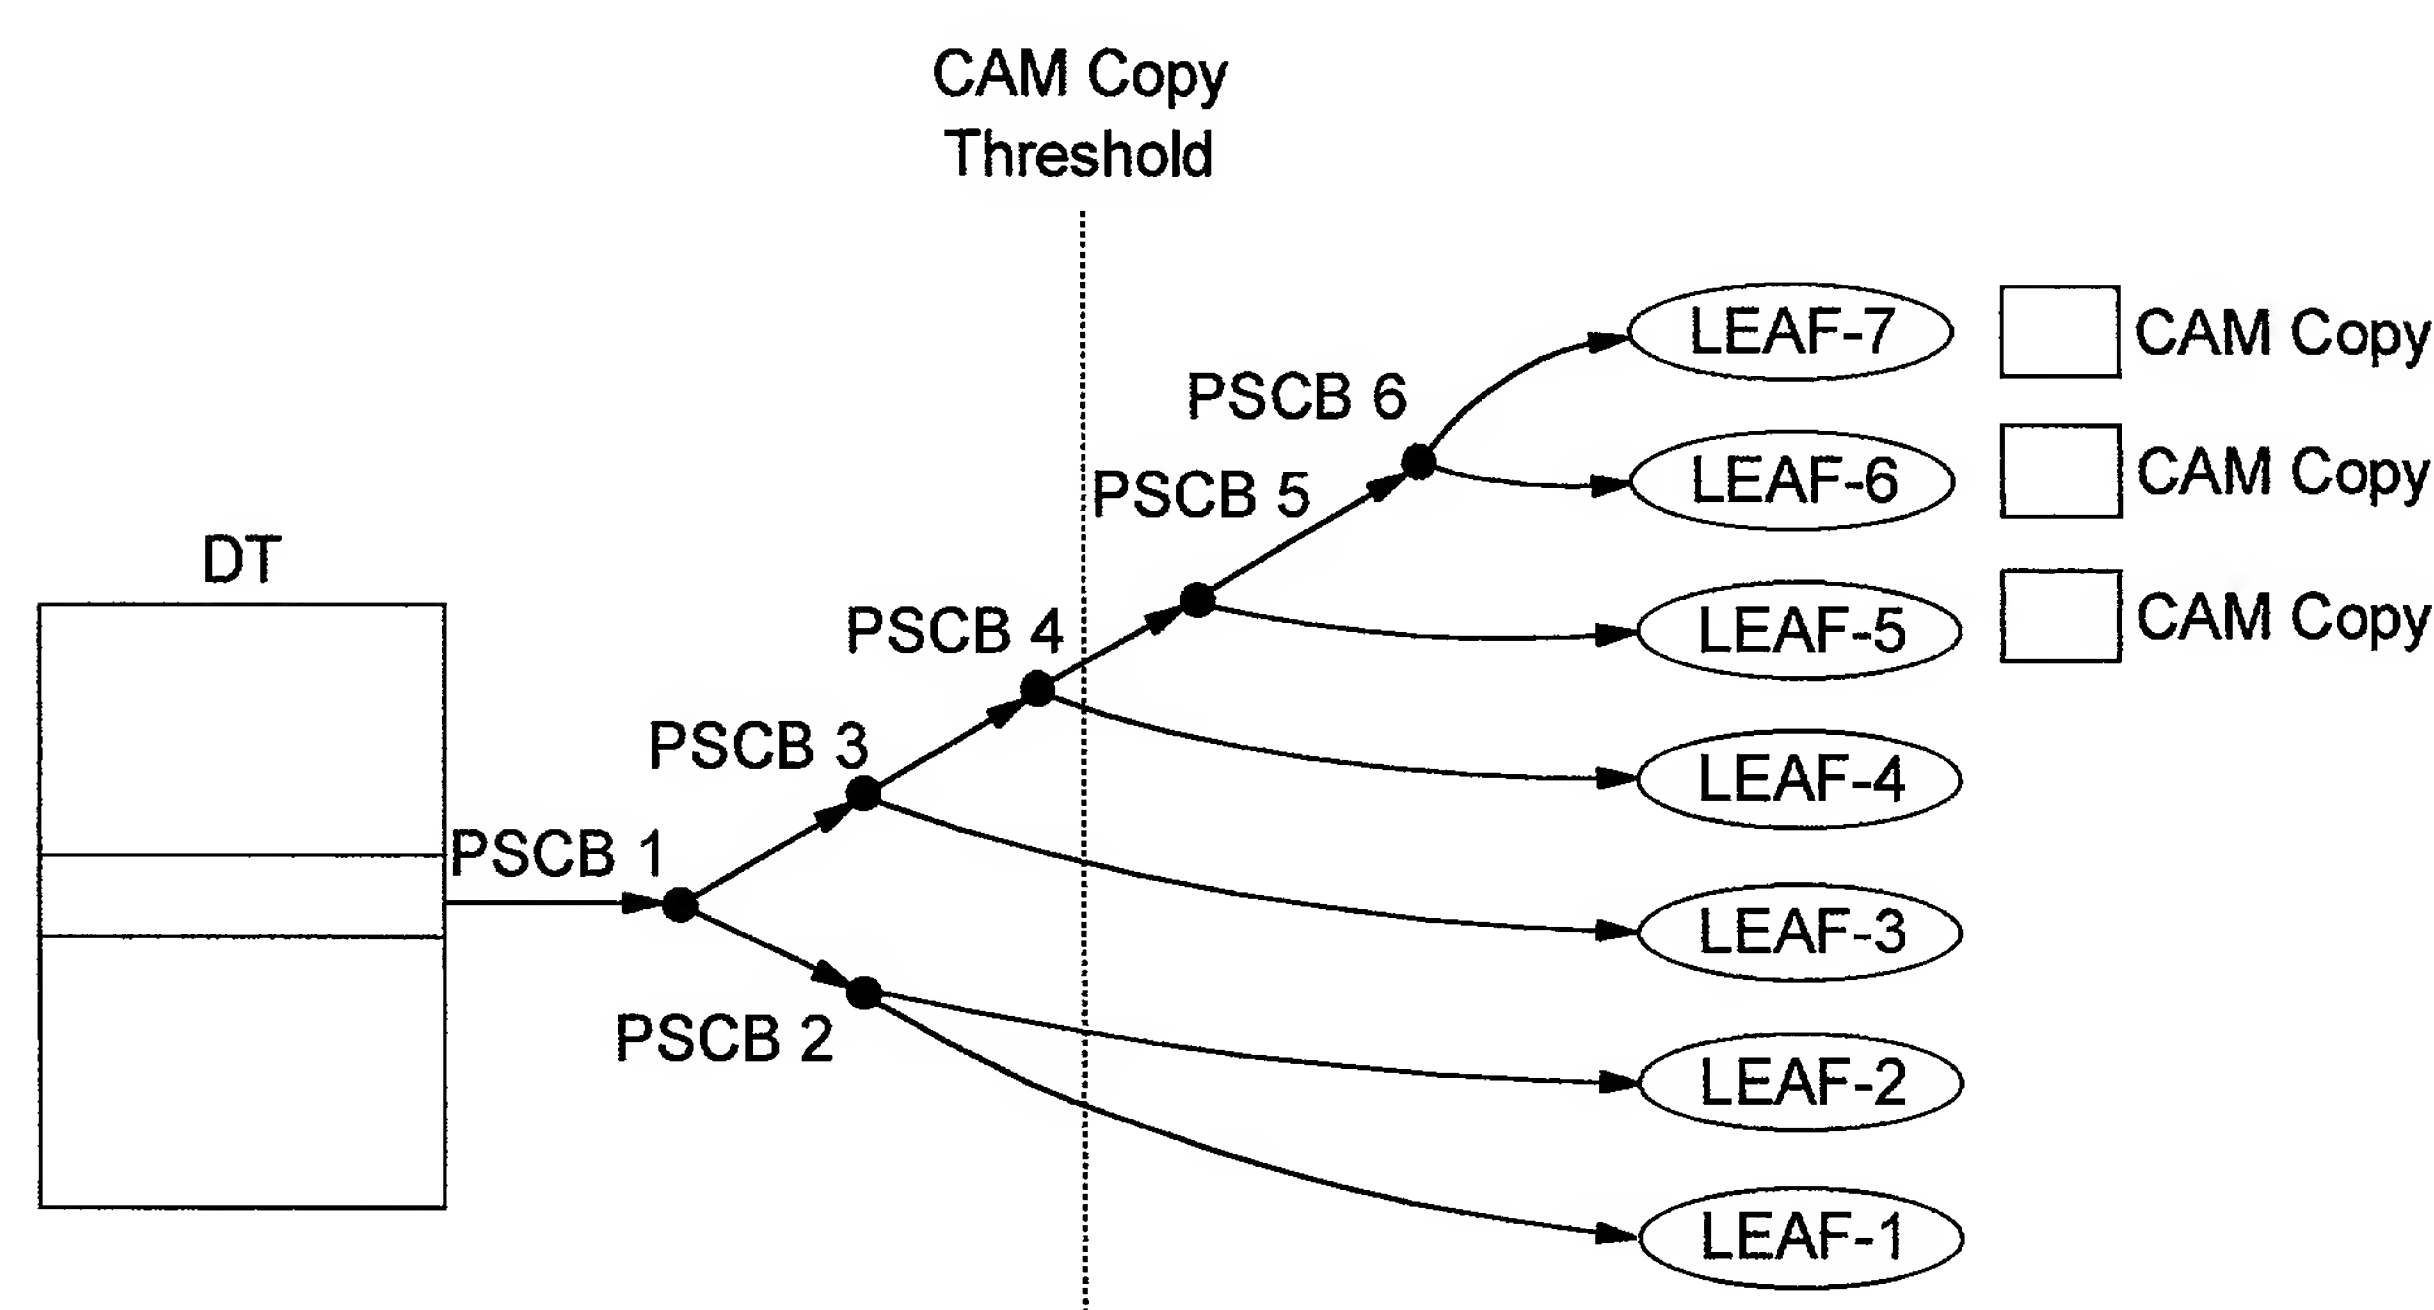 CAM Copy
Threshold
LEAF-7
CAM Copy
PSCB 6
LEAF-6
CAM Copy
PSCB 5
DT
LEAF-5
CAM Copy
PSCB 4
LEAF-4
PSCB 3
PSCB 1
LEAF-3
PSCB 2
LEAF-2
LEAF-1